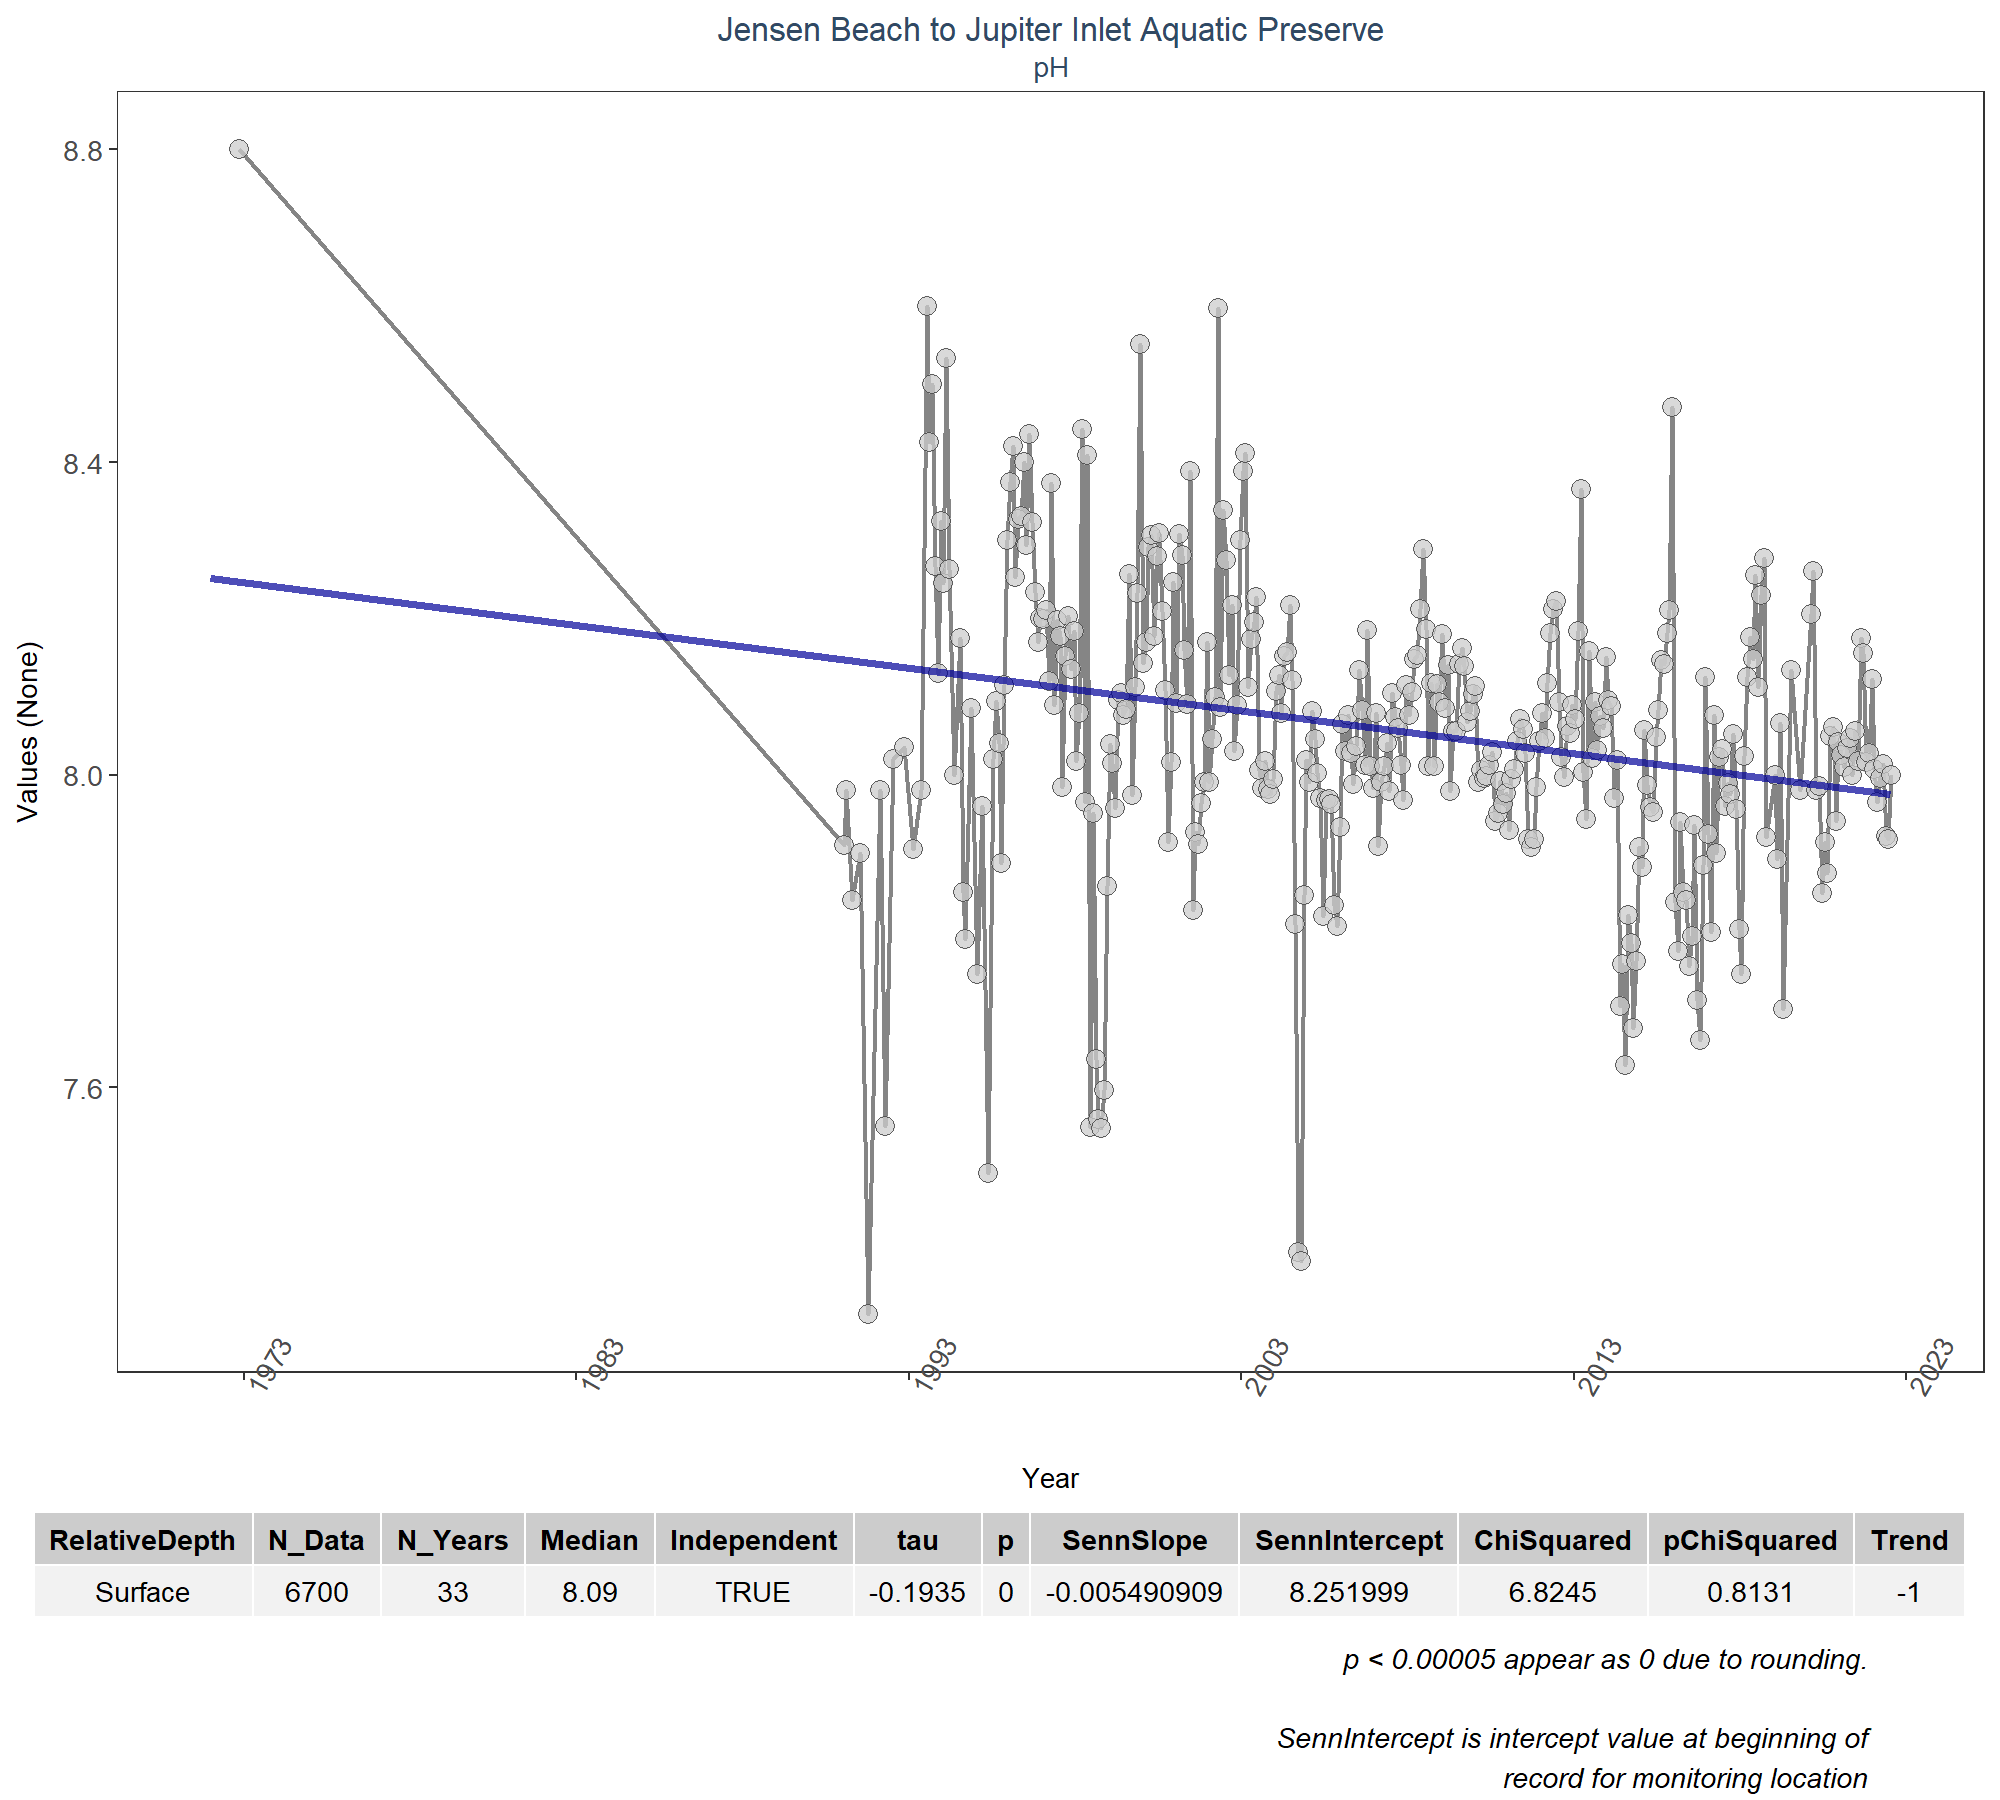 Jensen Beach to Jupiter Inlet Aquatic Preserve
pH
8.8
8.4
8.0
7.6
Values (None)
1973
1983
1993
2003
2013
2023
Year
RelativeDepth N_Data N_Years Median Independent tau p SennSlope SennIntercept ChiSquared pChiSquared Trend
Surface 6700 33 8.09 TRUE -0.1935 0 -0.005490909 8.251999 6.8245 0.8131 -1
p < 0.00005 appear as 0 due to rounding.
SennIntercept is intercept value at beginning of
record for monitoring location